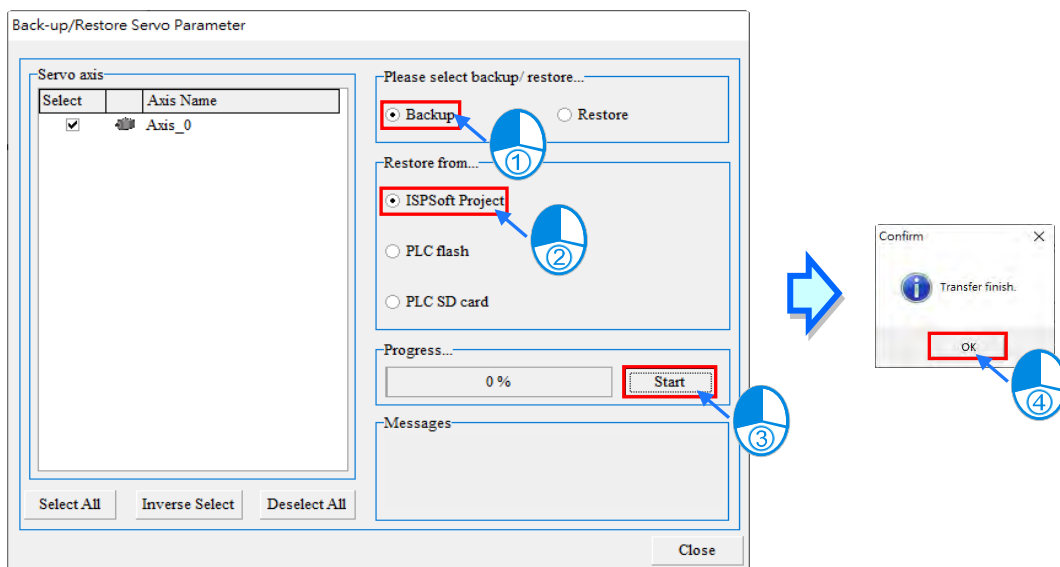 Back-up/Restore Servo Parameter
Servo axis
Select Axis Name
Axis_0
Select All Inverse Select Deselect All
Please select backup/ restore...
Backup Restore
①
Restore from...
ISPSoft Project
②
PLC flash
PLC SD card
Progress...
0 % Start
③
Messages
Close
Confirm
Transfer finish.
OK
④